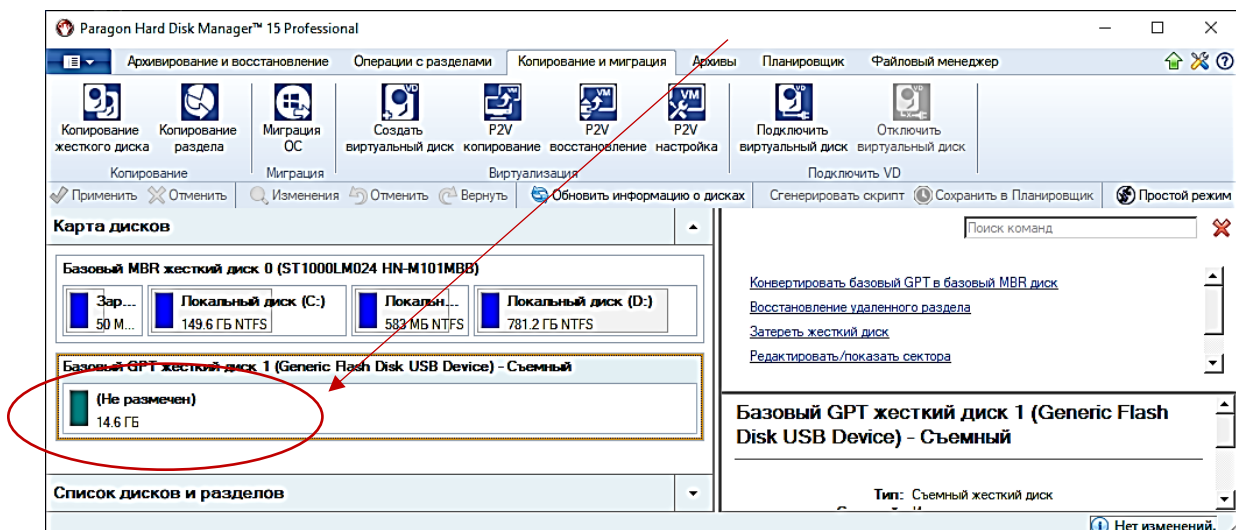 Paragon Hard Disk Manager™ 15 Professional
Архивирование и восстановление Операции с разделами Копирование и миграция Архивы Планировщик Файловый менеджер
Копирование жесткого диска
Копирование раздела
Миграция ОС
Создать виртуальный диск
P2V копирование
P2V восстановление
P2V настройка
Подключить виртуальный диск
Отключить виртуальный диск
Копирование Миграция Виртуализация Подключить VD
Применить Отменить Изменения Отменить Вернуть Обновить информацию о дисках Сгенерировать скрипт Сохранить в Планировщик Простой режим
Карта дисков
Поиск команд
Базовый MBR жесткий диск 0 (ST1000LM024 HN-M101MBB)
Зар... Локальный диск (C:) Локальн... Локальный диск (D:)
50 М... 149.6 ГБ NTFS 583 МБ NTFS 781.2 ГБ NTFS
Базовый GPT жесткий диск 1 (Generic Flash Disk USB Device) - Съемный
(Не размечен)
14.6 ГБ
Конвертировать базовый GPT в базовый MBR диск
Восстановление удаленного раздела
Затереть жесткий диск
Редактировать/показать сектора
Базовый GPT жесткий диск 1 (Generic Flash
Disk USB Device) - Съемный
Тип: Съемный жесткий диск
Список дисков и разделов
Нет изменений.